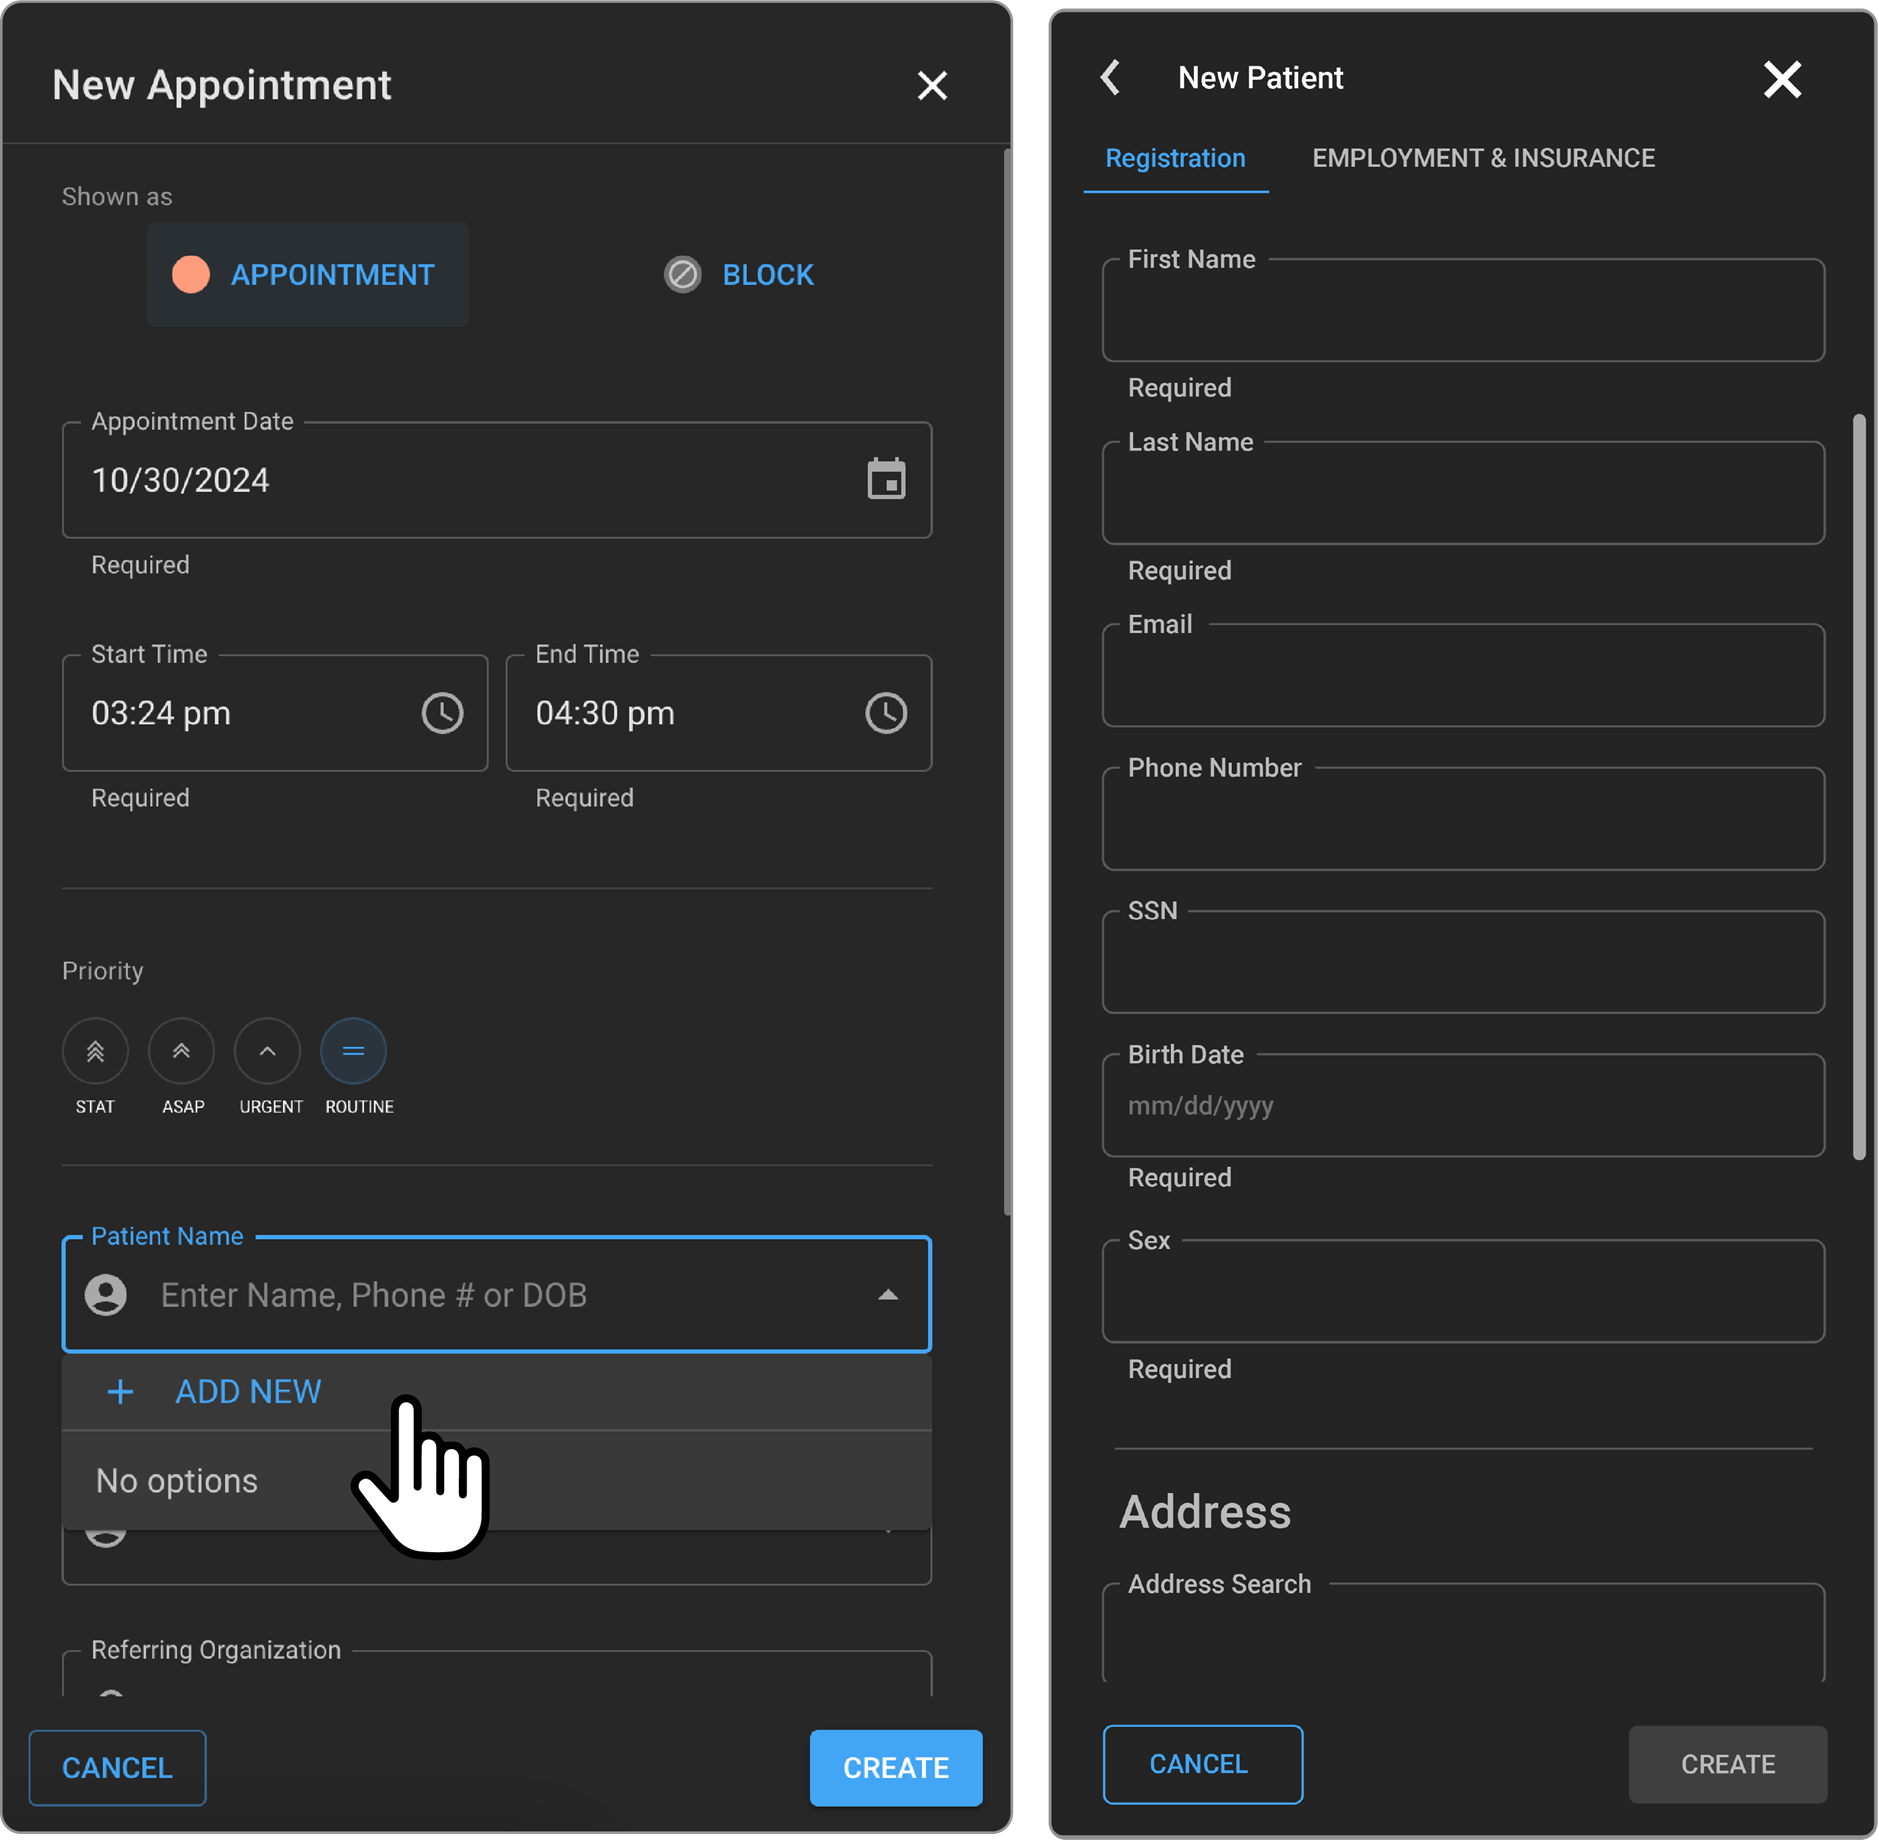 New Appointment
Shown as
APPOINTMENT
BLOCK
Appointment Date
10/30/2024
Required
Start Time
End Time
03:24 pm
04:30 pm
Required
Required
Priority
STAT
ASAP
URGENT
ROUTINE
Patient Name
Enter Name, Phone # or DOB
ADD NEW
No options
Referring Organization
CANCEL
CREATE
New Patient
Registration
EMPLOYMENT & INSURANCE
First Name
Required
Last Name
Required
Email
Phone Number
SSN
Birth Date
mm/dd/yyyy
Required
Sex
Required
Address
Address Search
CANCEL
CREATE